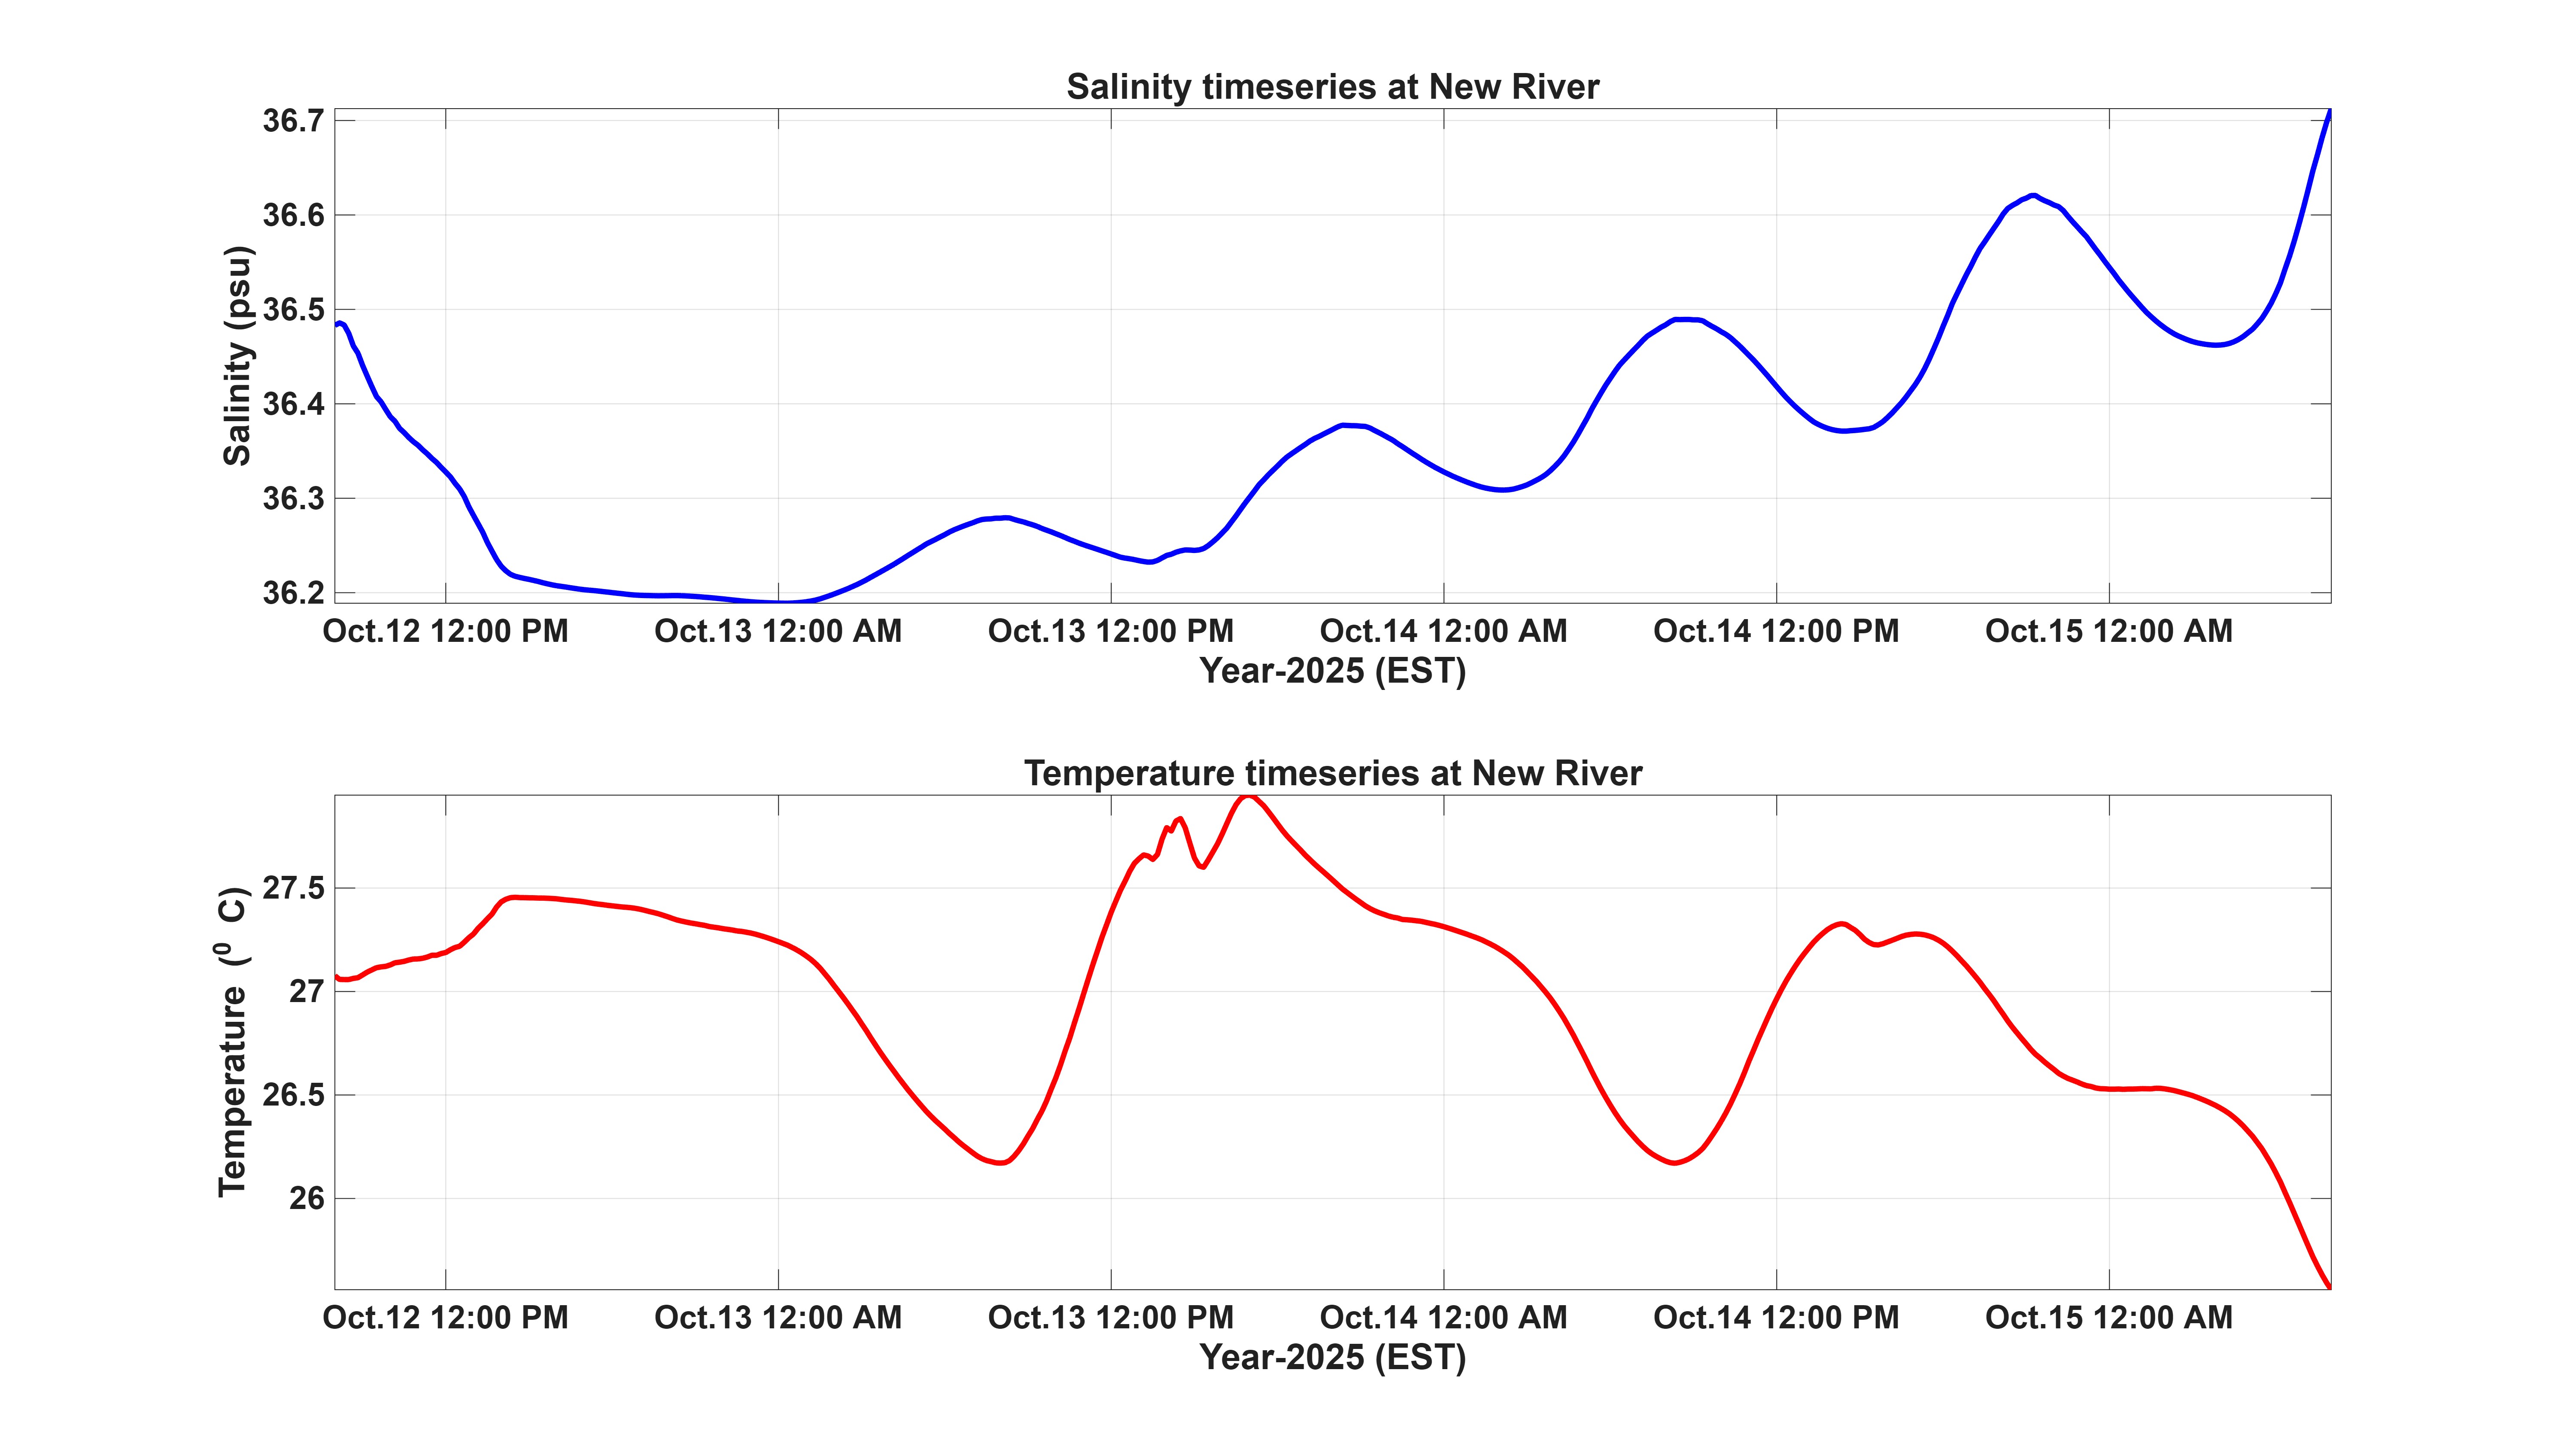 Salinity timeseries at New River
Salinity (psu)
36.7
36.6
36.5
36.4
36.3
36.2
Oct.12 12:00 PM Oct.13 12:00 AM Oct.13 12:00 PM Oct.14 12:00 AM Oct.14 12:00 PM Oct.15 12:00 AM
Year-2025 (EST)
Temperature timeseries at New River
Temperature (⁰ C)
27.5
27
26.5
26
Oct.12 12:00 PM Oct.13 12:00 AM Oct.13 12:00 PM Oct.14 12:00 AM Oct.14 12:00 PM Oct.15 12:00 AM
Year-2025 (EST)